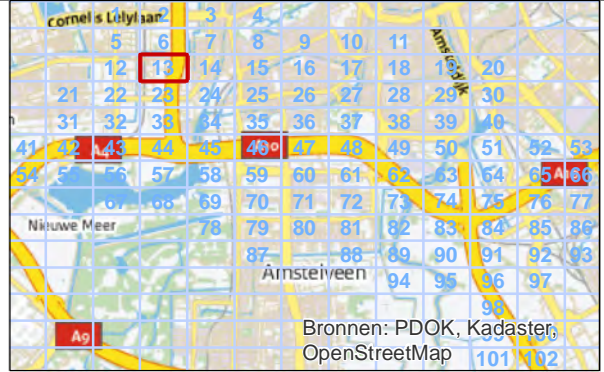 Cornelis Lelylaan
1 2 3 4
5 6 7 8 9 10 11
Amsteldijk
12 13 14 15 16 17 18 19 20
21 22 23 24 25 26 27 28 29 30
31 32 33 34 35 36 37 38 39 40
41 42 43 44 45 46 47 48 49 50 51 52 53
54 55 56 57 58 59 60 61 62 63 64 65 66
67 68 69 70 71 72 73 74 75 76 77
Nieuwe Meer
78 79 80 81 82 83 84 85 86
87 88 89 90 91 92 93
Amstelveen
94 95 96 97
98
A9
Bronnen: PDOK, Kadaster,
OpenStreetMap
101 102